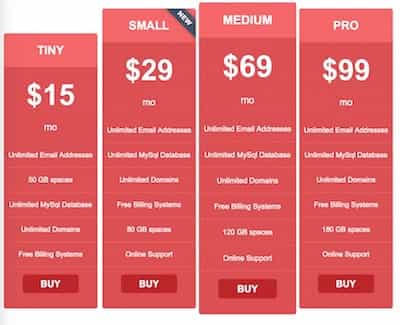 TINY
$15
mo
Unlimited Email Addresses
50 GB spaces
Unlimited MySql Database
Unlimited Domains
Free Billing Systems
BUY
SMALL
NEW
$29
mo
Unlimited Email Addresses
Unlimited MySql Database
Unlimited Domains
Free Billing Systems
80 GB spaces
Online Support
BUY
MEDIUM
$69
mo
Unlimited Email Addresses
Unlimited MySql Database
Unlimited Domains
Free Billing Systems
120 GB spaces
Online Support
BUY
PRO
$99
mo
Unlimited Email Addresses
Unlimited MySql Database
Unlimited Domains
Free Billing Systems
180 GB spaces
Online Support
BUY